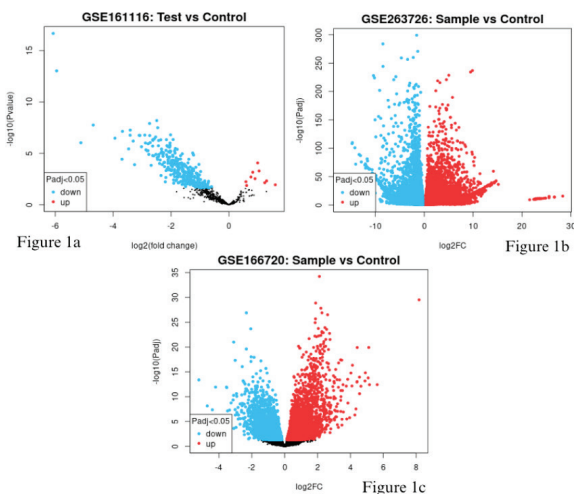 GSE161116: Test vs Control
-log10(Pvalue)
15
10
5
0
Padj<0.05
down
up
-6
-4
-2
0
log2(fold change)
Figure 1a
GSE263726: Sample vs Control
-log10(Padj)
300
250
200
150
100
50
0
Padj<0.05
down
up
-10
0
10
20
30
log2FC
Figure 1b
GSE166720: Sample vs Control
-log10(Padj)
35
30
25
20
15
10
5
0
Padj<0.05
down
up
-4
-2
0
2
4
6
8
log2FC
Figure 1c